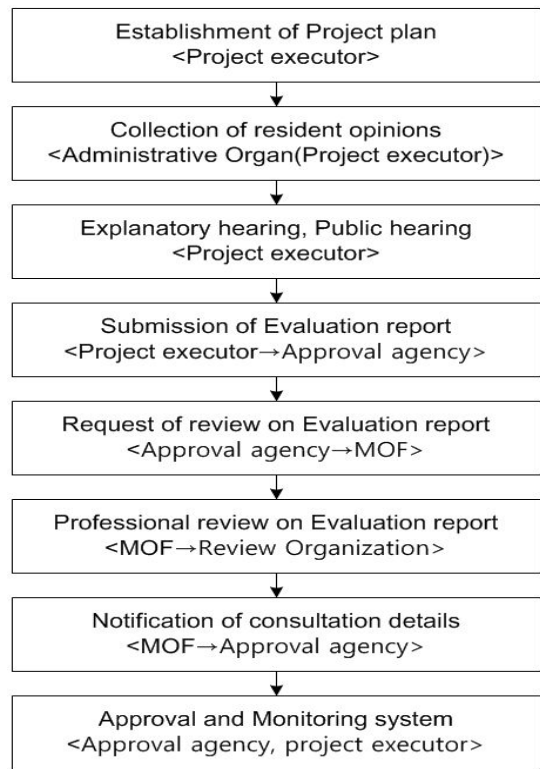 Establishment of Project plan
<Project executor>
Collection of resident opinions
<Administrative Organ(Project executor)>
Explanatory hearing, Public hearing
<Project executor>
Submission of Evaluation report
<Project executor→Approval agency>
Request of review on Evaluation report
<Approval agency→MOF>
Professional review on Evaluation report
<MOF→Review Organization>
Notification of consultation details
<MOF→Approval agency>
Approval and Monitoring system
<Approval agency, project executor>